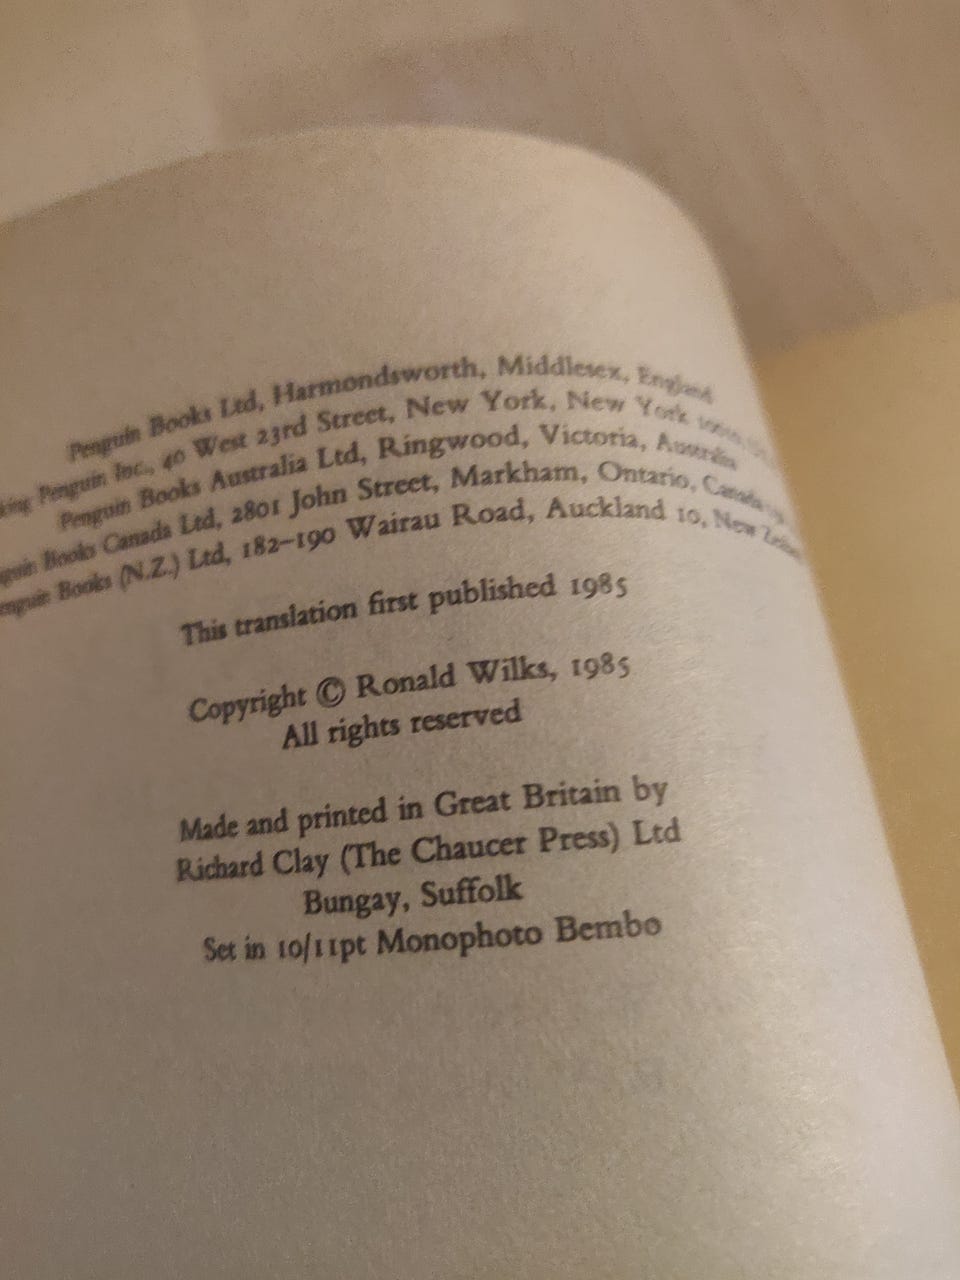 Penguin Books Ltd, Harmondsworth, Middlesex, England
Penguin Inc., 40 West 23rd Street, New York, New York
Penguin Books Australia Ltd, Ringwood, Victoria, Australia
Books Canada Ltd, 2801 John Street, Markham, Ontario, Canada
Books (N.Z.) Ltd, 182–190 Wairau Road, Auckland 10, New
This translation first published 1985
Copyright © Ronald Wilks, 1985
All rights reserved
Made and printed in Great Britain by
Richard Clay (The Chaucer Press) Ltd
Bungay, Suffolk
Set in 10/11pt Monophoto Bembo